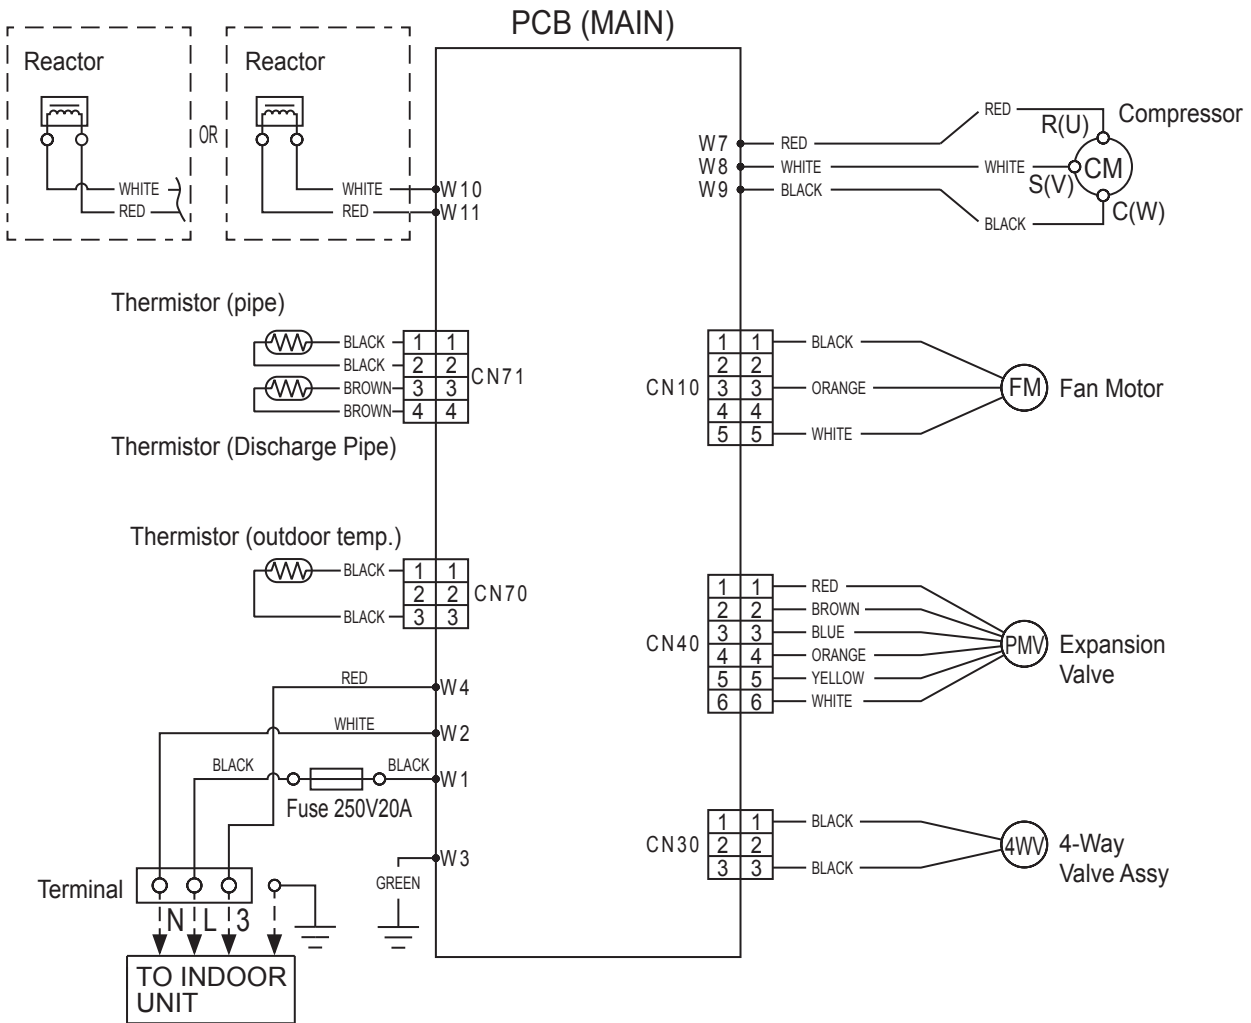 PCB (MAIN)
Reactor
WHITE
RED
OR
Reactor
WHITE
RED
W10
W11
W7
W8
W9
RED
WHITE
BLACK
RED
WHITE
BLACK
R(U)
S(V)
C(W)
CM
Compressor
Thermistor (pipe)
BLACK 1 1
BLACK 2 2
BROWN 3 3
BROWN 4 4
CN71
Thermistor (Discharge Pipe)
CN10
1 1 BLACK
2 2
3 3 ORANGE
4 4
5 5 WHITE
FM
Fan Motor
Thermistor (outdoor temp.)
BLACK 1 1
2 2
BLACK 3 3
CN70
CN40
1 1 RED
2 2 BROWN
3 3 BLUE
4 4 ORANGE
5 5 YELLOW
6 6 WHITE
PMV
Expansion
Valve
RED
W4
WHITE
W2
BLACK
BLACK
W1
Fuse 250V20A
W3
GREEN
CN30
1 1 BLACK
2 2
3 3 BLACK
4WV
4-Way
Valve Assy
Terminal
N L 3
TO INDOOR
UNIT